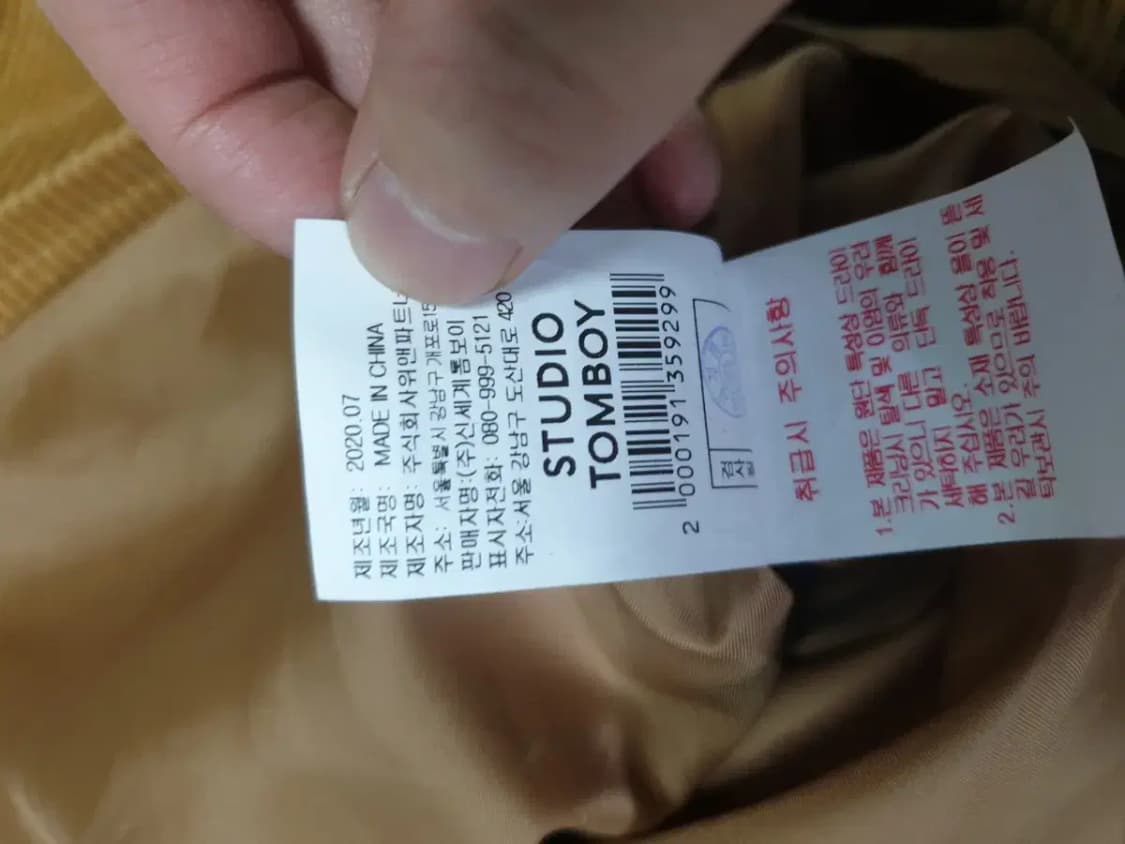 제조년월: 2020.07
제조국명: MADE IN CHINA
제조자명: 주식회사위앤파트너
주소: 서울특별시 강남구 개포로15
판매자명:(주)신세계톰보이
표시자전화: 080-999-5121
주소:서울 강남구 도산대로 420
STUDIO
TOMBOY
2 000191 359299
검사필
취급시 주의사항
1.본 제품은 원단 특성상 드라이
크리닝시 탈색 및 이염의 우려
가 있으니 다른 의류와 함께
세탁하지 말고 단독 드라이
해 주십시오.
2.본 제품은 소재 특성상 올이 뜯
길 우려가 있으므로 착용 및 세
탁보관시 주의 바랍니다.